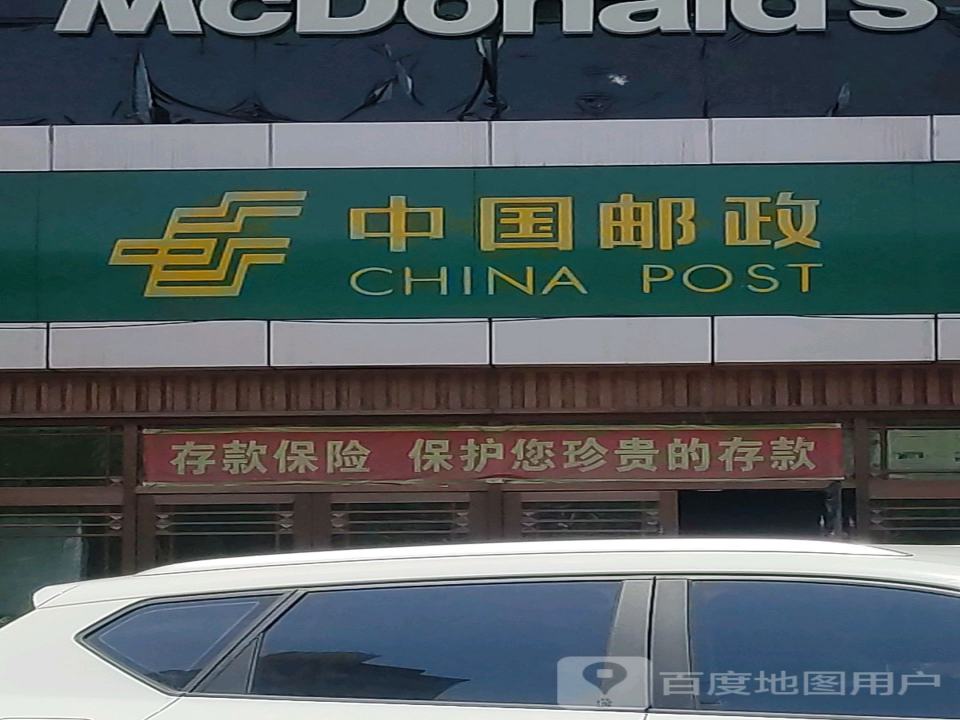 McDonald's
中国邮政
CHINA POST
存款保险 保护您珍贵的存款
百度地图用户